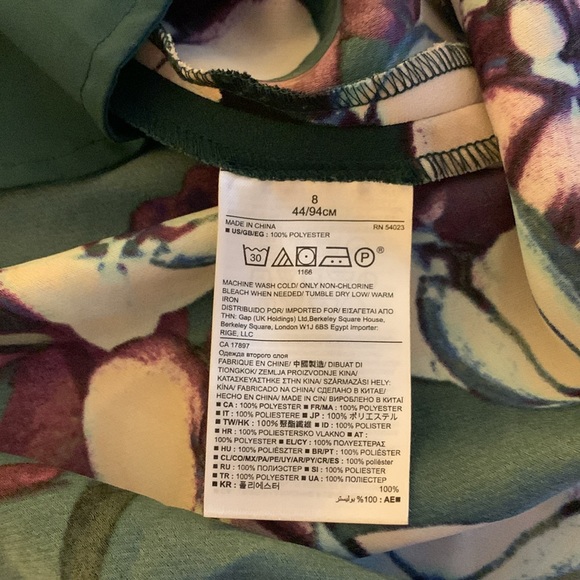 8
44/94CM
MADE IN CHINA RN 54023
■ US/GB/EG : 100% POLYESTER
30 P ®
1166
MACHINE WASH COLD/ ONLY NON-CHLORINE
BLEACH WHEN NEEDED/ TUMBLE DRY LOW/ WARM
IRON
DISTRIBUIDO POR/ IMPORTED FOR/ ΕΙΣΑΓΕΤΑΙ ΑΠΟ
ΤΗΝ: Gap (UK Holdings) Ltd,Berkeley Square House,
Berkeley Square, London W1J 6BS Egypt Importer:
RIGE, LLC
CA 17897
Одежда второго слоя
FABRIQUE EN CHINE/ 中國製造/ DIBUAT DI
TIONGKOK/ ZEMLJA PROIZVODNJE KINA/
ΚΑΤΑΣΚΕΥΑΣΤΗΚΕ ΣΤΗΝ ΚΙΝΑ/ SZÁRMAZÁSI HELY:
KÍNA/ FABRICADO NA CHINA/ СДЕЛАНО В КИТАЕ/
HECHO EN CHINA/ MADE IN CIN/ ВИРОБЛЕНО В КИТАЇ
■ CA : 100% POLYESTER ■ FR/MA : 100% POLYESTER
■ IT : 100% POLIESTERE ■ JP : 100% ポリエステル
■ TW/HK : 100% 聚酯纖維 ■ ID : 100% POLISTER
■ HR : 100% POLIESTERSKO VLAKNO ■ AT :
100% POLYESTER ■ EL/CY : 100% ΠΟΛΥΕΣΤΕΡΑΣ
■ HU : 100% POLIÉSZTER ■ BR/PT : 100% POLIÉSTER
■ CL/CO/MX/PA/PE/UY/AR/PY/CR/ES : 100% poliéster
■ RU : 100% ПОЛИЭСТЕР ■ SI : 100% POLIESTER
■ TR : 100% POLYESTER ■ UA : 100% ПОЛІЕСТЕР
■ KR : 폴리에스터 100%
■AE : 100% بوليستر